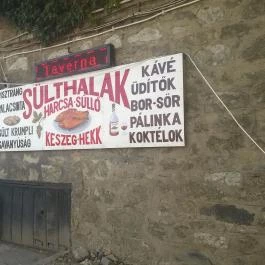 Taverna
SÜLTHALAK
HARCSA-SÜLLŐ
KESZEG-HEKK
KÁVÉ
ÜDÍTŐK
BOR-SÖR
PÁLINKA
KOKTÉLOK
SÜLT KRUMPLI
SAVANYÚSÁG